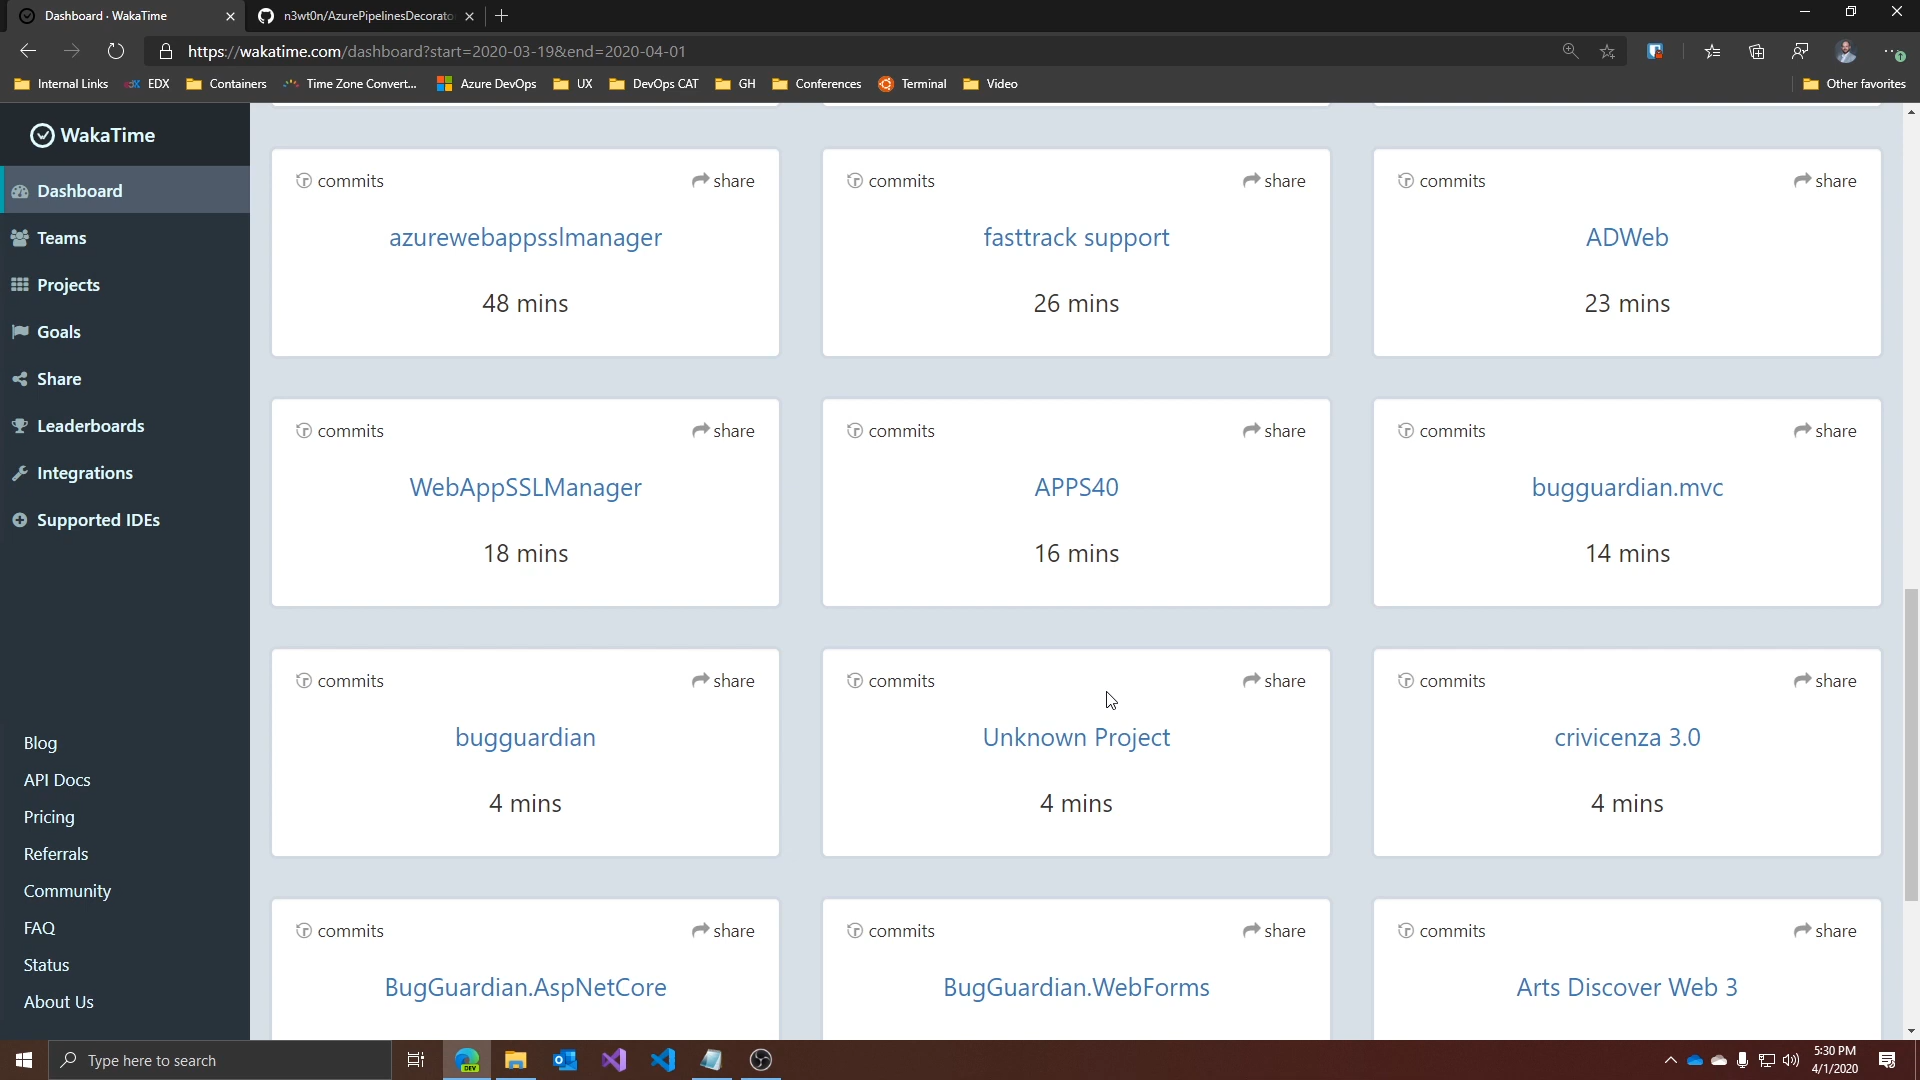 Dashboard · WakaTime
n3wt0n/AzurePipelinesDecorato
https://wakatime.com/dashboard?start=2020-03-19&end=2020-04-01
Internal Links
EDX
Containers
Time Zone Convert...
Azure DevOps
UX
DevOps CAT
GH
Conferences
Terminal
Video
Other favorites
WakaTime
Dashboard
Teams
Projects
Goals
Share
Leaderboards
Integrations
Supported IDEs
Blog
API Docs
Pricing
Referrals
Community
FAQ
Status
About Us
commits
share
azurewebappsslmanager
48 mins
commits
share
fasttrack support
26 mins
commits
share
ADWeb
23 mins
commits
share
WebAppSSLManager
18 mins
commits
share
APPS40
16 mins
commits
share
bugguardian.mvc
14 mins
commits
share
bugguardian
4 mins
commits
share
Unknown Project
4 mins
commits
share
crivicenza 3.0
4 mins
commits
share
BugGuardian.AspNetCore
commits
share
BugGuardian.WebForms
commits
share
Arts Discover Web 3
Type here to search
DEV
5:30 PM
4/1/2020